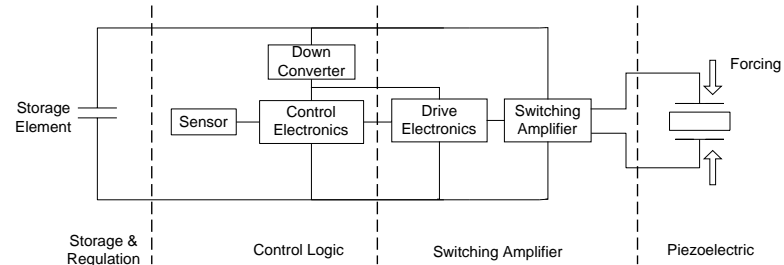 Down
Converter
Forcing
Storage
Element
Sensor
Control
Electronics
Drive
Electronics
Switching
Amplifier
Storage &
Regulation
Control Logic
Switching Amplifier
Piezoelectric